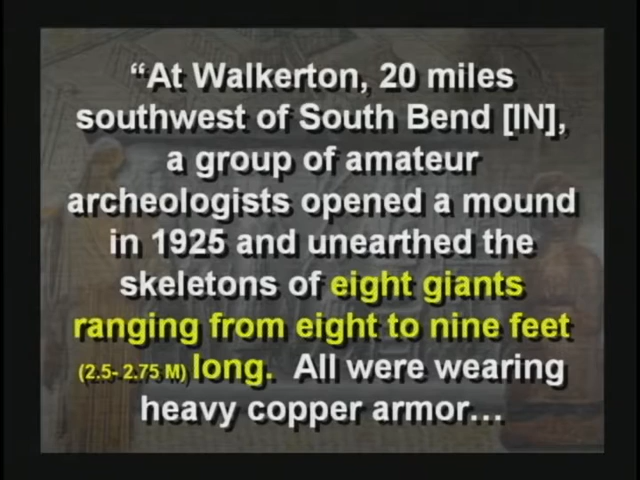 “At Walkerton, 20 miles
southwest of South Bend [IN],
a group of amateur
archeologists opened a mound
in 1925 and unearthed the
skeletons of eight giants
ranging from eight to nine feet
(2.5- 2.75 M) long.  All were wearing
heavy copper armor…